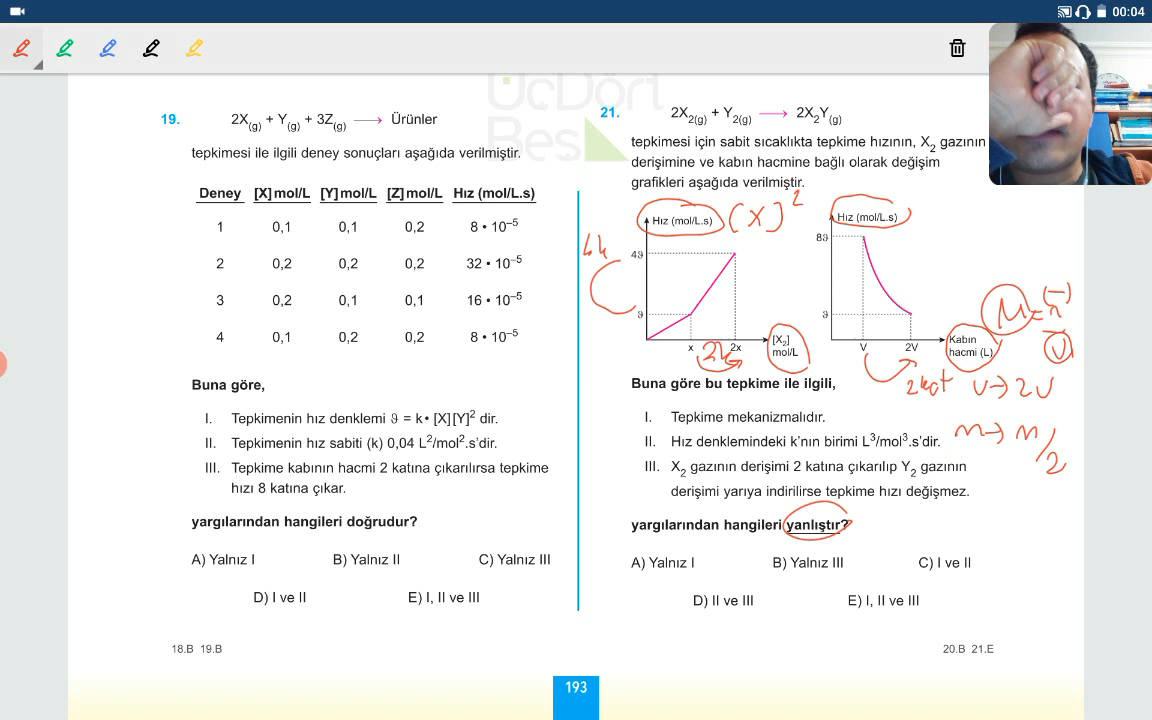 00:04
ÜcDört
Bes
19. 2X(g) + Y(g) + 3Z(g) → Ürünler
tepkimesi ile ilgili deney sonuçları aşağıda verilmiştir.
Deney [X] mol/L [Y] mol/L [Z] mol/L Hız (mol/L.s)
1 0,1 0,1 0,2 8 • 10⁻⁵
2 0,2 0,2 0,2 32 • 10⁻⁵
3 0,2 0,1 0,1 16 • 10⁻⁵
4 0,1 0,2 0,2 8 • 10⁻⁵
Buna göre,
I. Tepkimenin hız denklemi ϑ = k • [X] [Y]² dir.
II. Tepkimenin hız sabiti (k) 0,04 L²/mol².s’dir.
III. Tepkime kabının hacmi 2 katına çıkarılırsa tepkime
hızı 8 katına çıkar.
yargılarından hangileri doğrudur?
A) Yalnız I B) Yalnız II C) Yalnız III
D) I ve II E) I, II ve III
18.B 19.B
21. 2X₂(g) + Y₂(g) → 2X₂Y(g)
tepkimesi için sabit sıcaklıkta tepkime hızının, X₂ gazının
derişimine ve kabın hacmine bağlı olarak değişim
grafikleri aşağıda verilmiştir.
Hız (mol/L.s) (X)²
4ϑ
ϑ
x 2x
[X₂]
mol/L
Hız (mol/L.s)
8ϑ
ϑ
V 2V
Kabın
hacmi (L)
M = n
V
2 kat V → 2V
m → m/2
Buna göre bu tepkime ile ilgili,
I. Tepkime mekanizmalıdır.
II. Hız denklemindeki k’nın birimi L³/mol³.s’dir.
III. X₂ gazının derişimi 2 katına çıkarılıp Y₂ gazının
derişimi yarıya indirilirse tepkime hızı değişmez.
yargılarından hangileri yanlıştır?
A) Yalnız I B) Yalnız III C) I ve II
D) II ve III E) I, II ve III
20.B 21.E
193